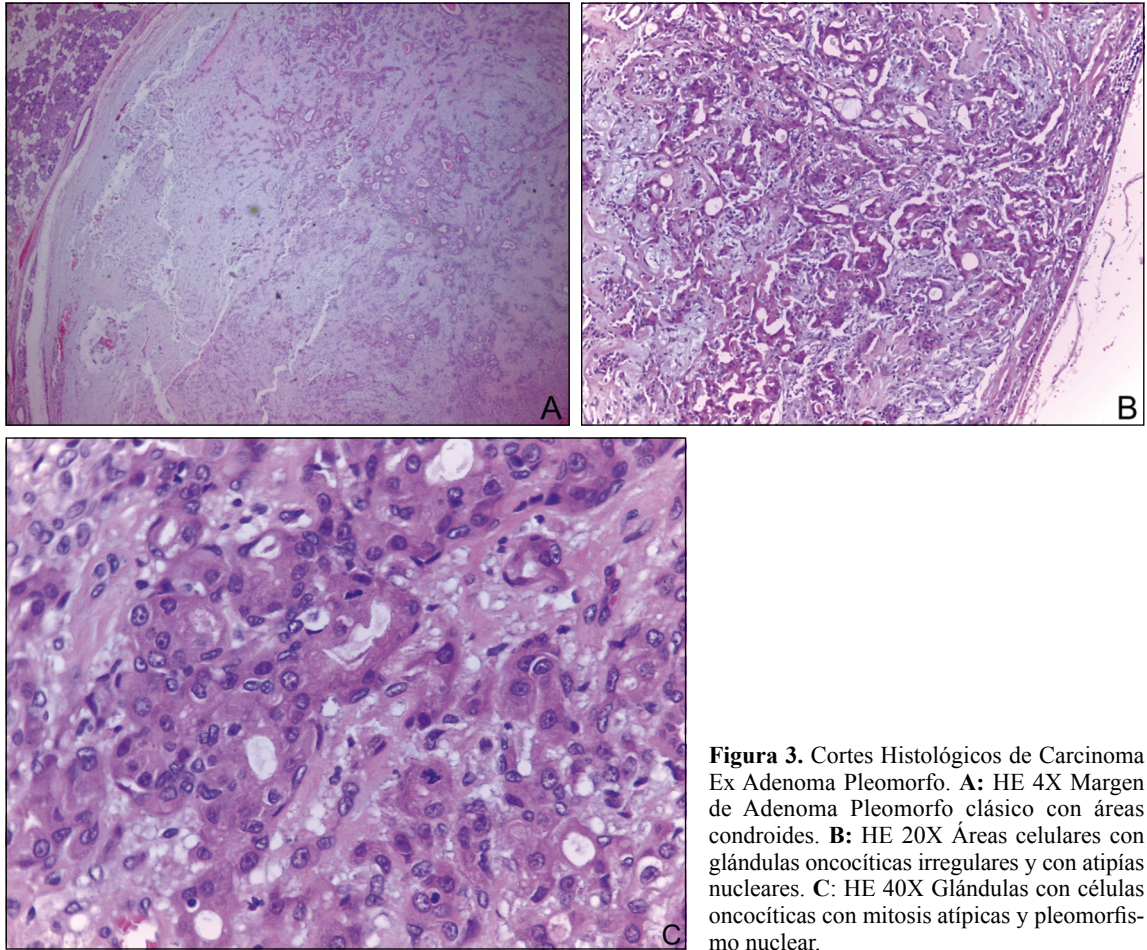 A
B
C
Figura 3. Cortes Histológicos de Carcinoma
Ex Adenoma Pleomorfo. A: HE 4X Margen
de Adenoma Pleomorfo clásico con áreas
condroides. B: HE 20X Áreas celulares con
glándulas oncocíticas irregulares y con atipías
nucleares. C: HE 40X Glándulas con células
oncocíticas con mitosis atípicas y pleomorfis-
mo nuclear.